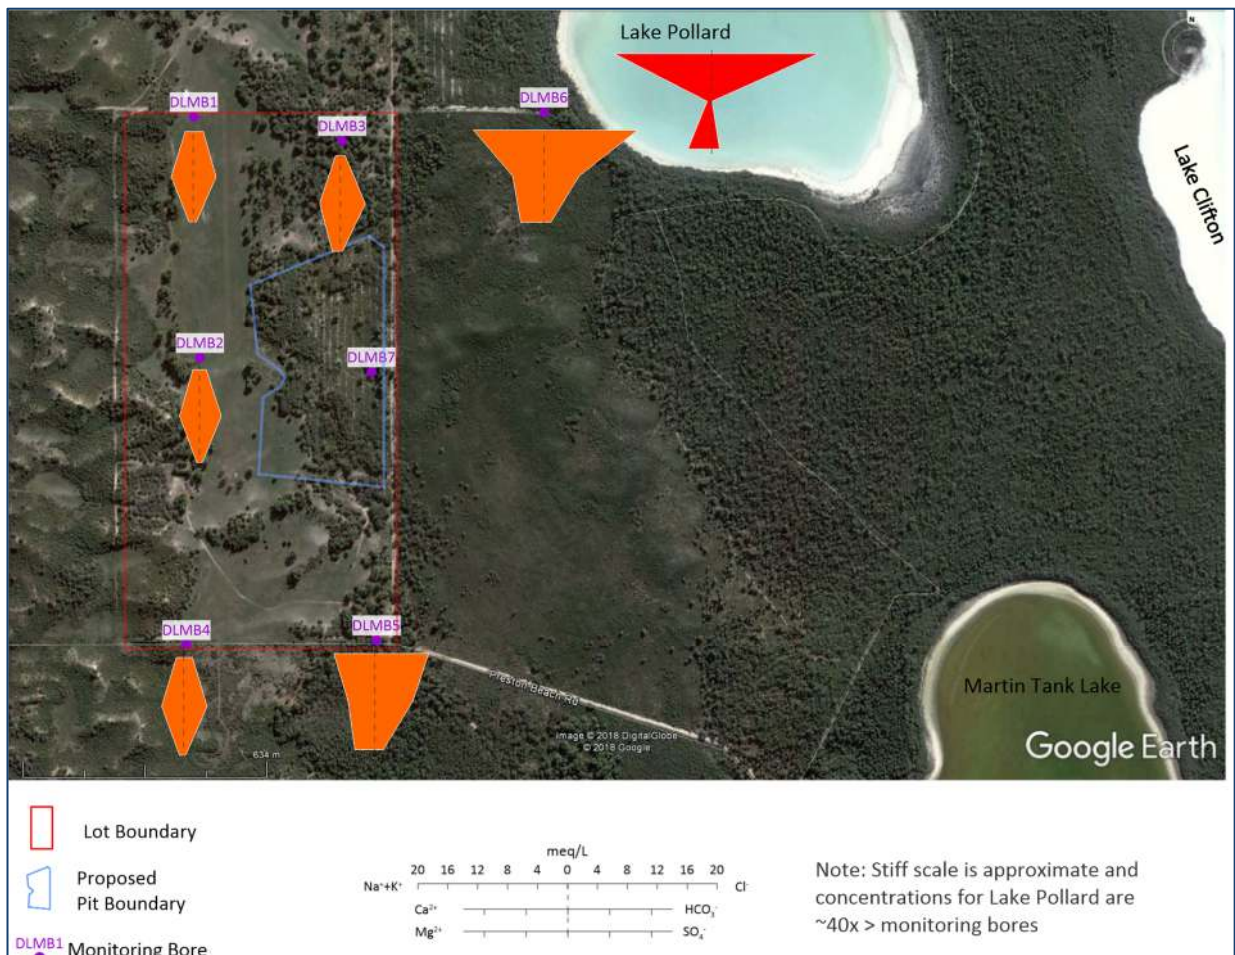 Lake Pollard
N
DLMB1
DLMB3
DLMB6
Lake Clifton
DLMB2
DLMB7
DLMB4
DLMB5
Preston Beach Rd
Martin Tank Lake
Image © 2018 DigitalGlobe
© 2018 Google
Google Earth
634 m
Lot Boundary
Proposed
Pit Boundary
DLMB1 Monitoring Bore
meq/L
20 16 12 8 4 0 4 8 12 16 20
Na⁺+K⁺ Cl⁻
Ca²⁺ HCO₃⁻
Mg²⁺ SO₄⁻
Note: Stiff scale is approximate and
concentrations for Lake Pollard are
~40x > monitoring bores